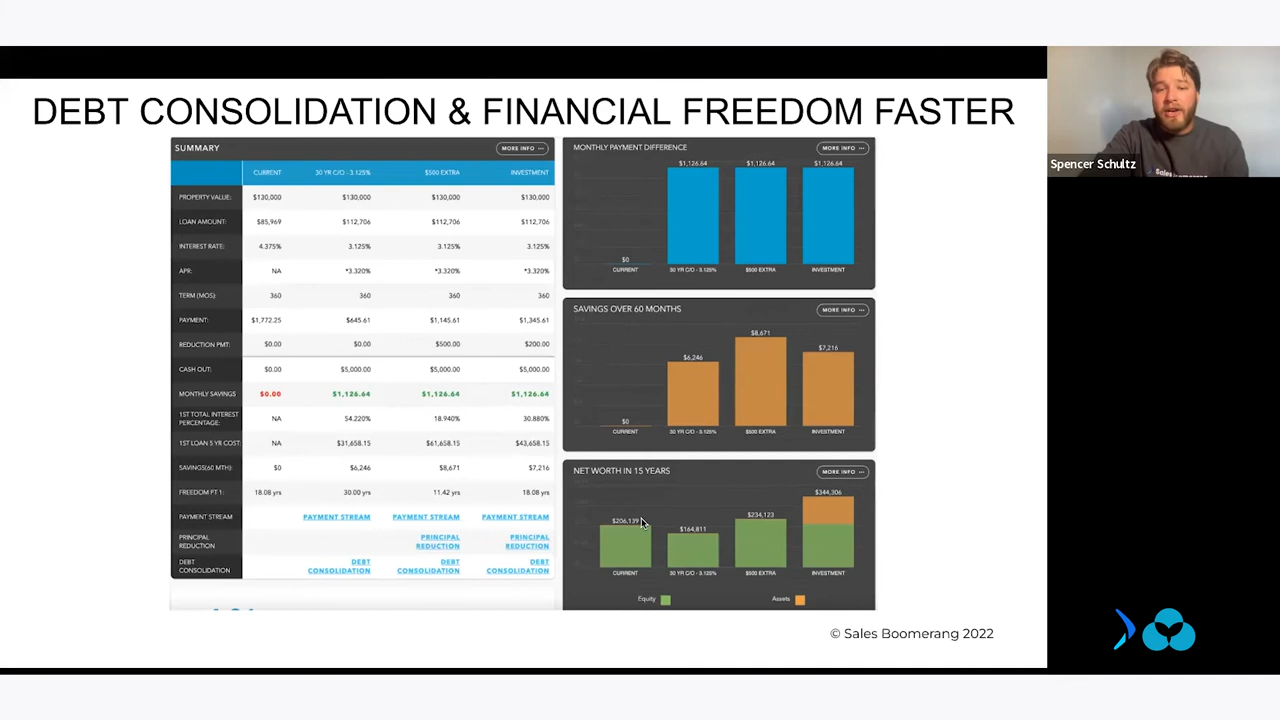 DEBT CONSOLIDATION & FINANCIAL FREEDOM FASTER
Spencer Schultz
SUMMARY MORE INFO ...
CURRENT 30 YR C/O - 3.125% $500 EXTRA INVESTMENT
PROPERTY VALUE: $130,000 $130,000 $130,000 $130,000
LOAN AMOUNT: $85,969 $112,706 $112,706 $112,706
INTEREST RATE: 4.375% 3.125% 3.125% 3.125%
APR: NA *3.320% *3.320% *3.320%
TERM (MOS): 360 360 360 360
PAYMENT: $1,772.25 $645.61 $1,145.61 $1,345.61
REDUCTION PMT: $0.00 $0.00 $500.00 $200.00
CASH OUT: $0.00 $5,000.00 $5,000.00 $5,000.00
MONTHLY SAVINGS $0.00 $1,126.64 $1,126.64 $1,126.64
1ST TOTAL INTEREST PERCENTAGE: NA 54.220% 18.940% 30.880%
1ST LOAN 5 YR COST: NA $31,658.15 $61,658.15 $43,658.15
SAVINGS(60 MTH): $0 $6,246 $8,671 $7,216
FREEDOM PT 1: 18.08 yrs 30.00 yrs 11.42 yrs 18.08 yrs
PAYMENT STREAM PAYMENT STREAM PAYMENT STREAM PAYMENT STREAM
PRINCIPAL REDUCTION PRINCIPAL REDUCTION PRINCIPAL REDUCTION
DEBT CONSOLIDATION DEBT CONSOLIDATION DEBT CONSOLIDATION DEBT CONSOLIDATION
MONTHLY PAYMENT DIFFERENCE MORE INFO ...
$0 $1,126.64 $1,126.64 $1,126.64
CURRENT 30 YR C/O - 3.125% $500 EXTRA INVESTMENT
SAVINGS OVER 60 MONTHS MORE INFO ...
$0 $6,246 $8,671 $7,216
CURRENT 30 YR C/O - 3.125% $500 EXTRA INVESTMENT
NET WORTH IN 15 YEARS MORE INFO ...
$206,139 $164,811 $234,123 $344,306
CURRENT 30 YR C/O - 3.125% $500 EXTRA INVESTMENT
Equity Assets
© Sales Boomerang 2022